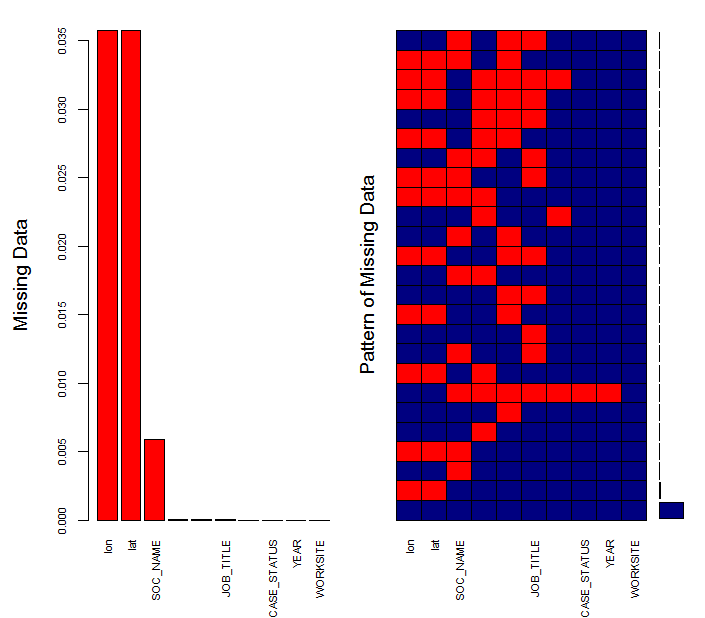 Missing Data
0.035
0.030
0.025
0.020
0.015
0.010
0.005
0.000
lon
lat
SOC_NAME
JOB_TITLE
CASE_STATUS
YEAR
WORKSITE
Pattern of Missing Data
lon
lat
SOC_NAME
JOB_TITLE
CASE_STATUS
YEAR
WORKSITE